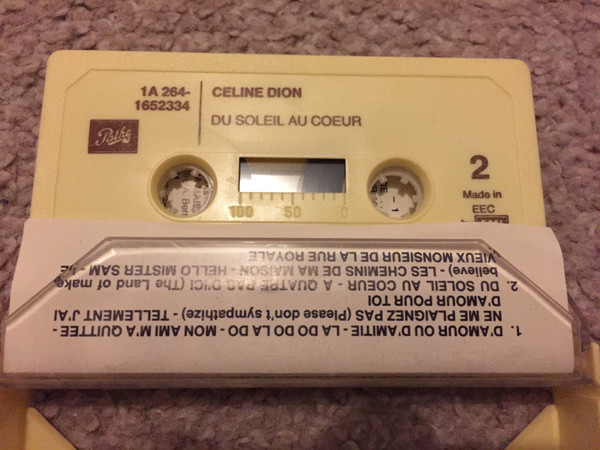 1A 264-
1652334
CELINE DION
DU SOLEIL AU COEUR
Pathé
2
Made in
EEC
100 50 0
1. D'AMOUR OU D'AMITIE - LA DO DO LA DO - MON AMI M'A QUITTEE -
NE ME PLAIGNEZ PAS (Please don't sympathize) - TELLEMENT J'AI
D'AMOUR POUR TOI
2. DU SOLEIL AU COEUR - A QUATRE PAS D'ICI (The Land of make
believe) - LES CHEMINS DE MA MAISON - HELLO MISTER SAM - LE
VIEUX MONSIEUR DE LA RUE ROYALE